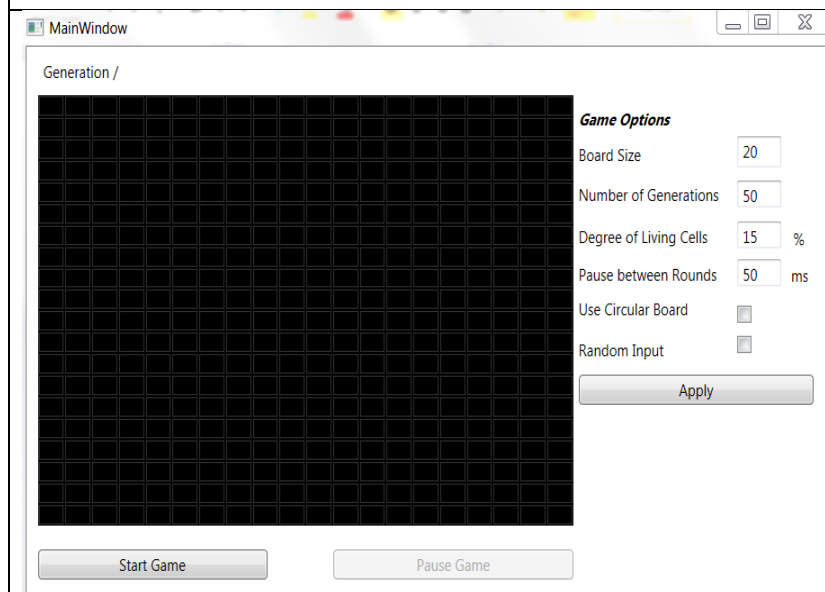 MainWindow
Generation /
Game Options
Board Size 20
Number of Generations 50
Degree of Living Cells 15 %
Pause between Rounds 50 ms
Use Circular Board
Random Input
Apply
Start Game Pause Game